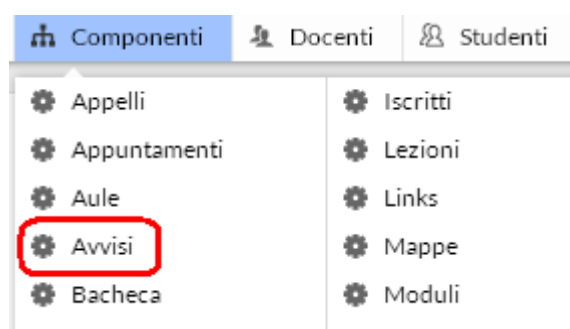 Componenti Docenti Studenti
Appelli Iscritti
Appuntamenti Lezioni
Aule Links
Avvisi Mappe
Bacheca Moduli